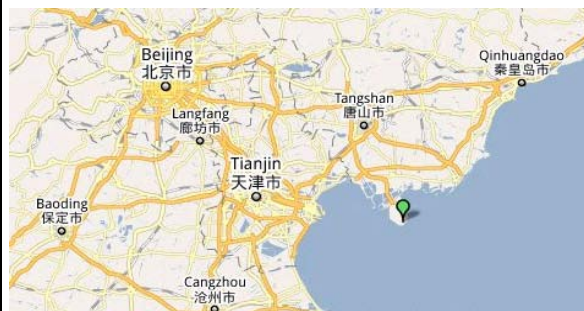 Beijing
北京市
Qinhuangdao
秦皇岛市
Tangshan
唐山市
Langfang
廊坊市
Tianjin
天津市
Baoding
保定市
Cangzhou
沧州市